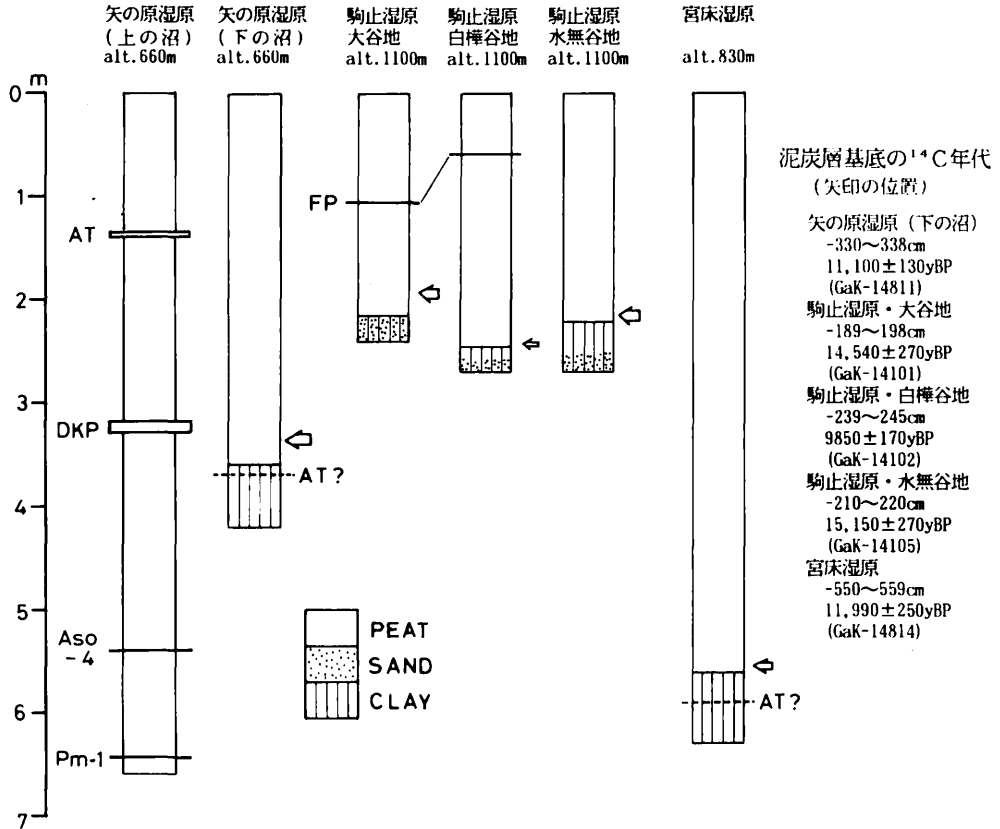 矢の原湿原
(上の沼)
alt.660m
矢の原湿原
(下の沼)
alt.660m
駒止湿原
大谷地
alt.1100m
駒止湿原
白樺谷地
alt.1100m
駒止湿原
水無谷地
alt.1100m
宮床湿原
alt.830m
m
0
1
2
3
4
5
6
7
AT
DKP
Aso
-4
Pm-1
AT?
FP
AT?
PEAT
SAND
CLAY
泥炭層基底の¹⁴C年代
(矢印の位置)
矢の原湿原(下の沼)
-330~338cm
11,100±130yBP
(GaK-14811)
駒止湿原・大谷地
-189~198cm
14,540±270yBP
(GaK-14101)
駒止湿原・白樺谷地
-239~245cm
9850±170yBP
(GaK-14102)
駒止湿原・水無谷地
-210~220cm
15,150±270yBP
(GaK-14105)
宮床湿原
-550~559cm
11,990±250yBP
(GaK-14814)